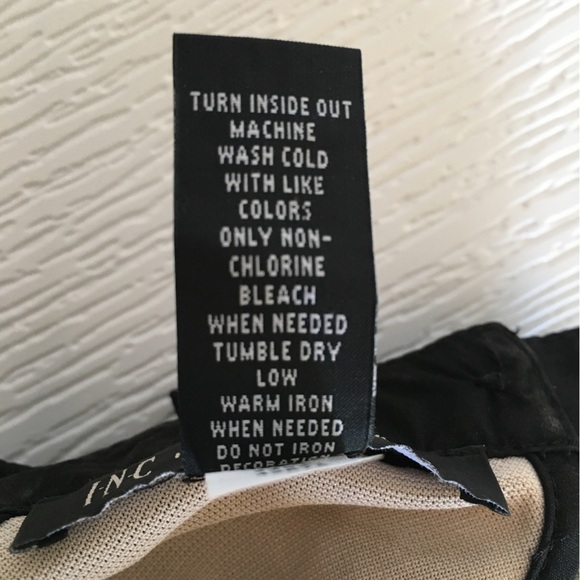 TURN INSIDE OUT
MACHINE
WASH COLD
WITH LIKE
COLORS
ONLY NON-
CHLORINE
BLEACH
WHEN NEEDED
TUMBLE DRY
LOW
WARM IRON
WHEN NEEDED
DO NOT IRON
I·N·C